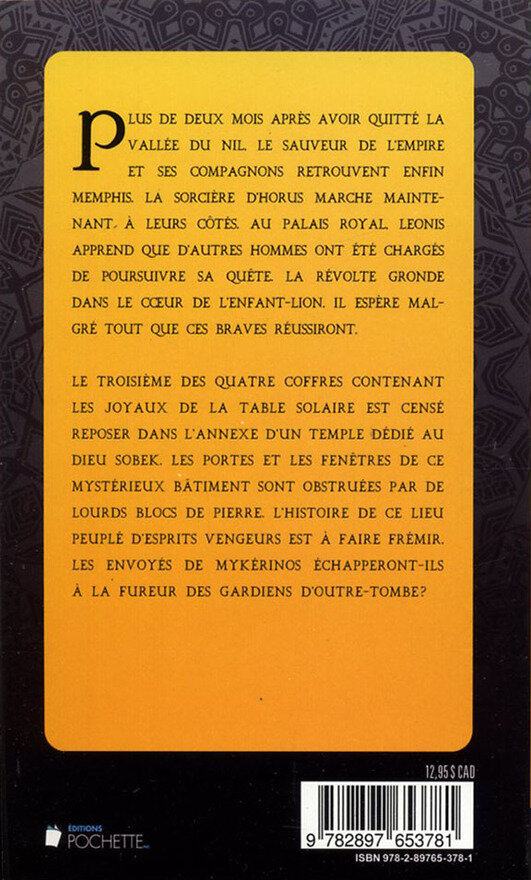 PLUS DE DEUX MOIS APRÈS AVOIR QUITTÉ LA
VALLÉE DU NIL, LE SAUVEUR DE L'EMPIRE
ET SES COMPAGNONS RETROUVENT ENFIN
MEMPHIS. LA SORCIÈRE D'HORUS MARCHE MAINTE-
NANT À LEURS CÔTÉS. AU PALAIS ROYAL, LEONIS
APPREND QUE D'AUTRES HOMMES ONT ÉTÉ CHARGÉS
DE POURSUIVRE SA QUÊTE. LA RÉVOLTE GRONDE
DANS LE CŒUR DE L'ENFANT-LION. IL ESPÈRE MAL-
GRÉ TOUT QUE CES BRAVES RÉUSSIRONT.
LE TROISIÈME DES QUATRE COFFRES CONTENANT
LES JOYAUX DE LA TABLE SOLAIRE EST CENSÉ
REPOSER DANS L'ANNEXE D'UN TEMPLE DÉDIÉ AU
DIEU SOBEK. LES PORTES ET LES FENÊTRES DE CE
MYSTÉRIEUX BÂTIMENT SONT OBSTRUÉES PAR DE
LOURDS BLOCS DE PIERRE. L'HISTOIRE DE CE LIEU
PEUPLÉ D'ESPRITS VENGEURS EST À FAIRE FRÉMIR.
LES ENVOYÉS DE MYKÉRINOS ÉCHAPPERONT-ILS
À LA FUREUR DES GARDIENS D'OUTRE-TOMBE?
12,95 $ CAD
ÉDITIONS
POCHETTE
9 782897 653781
ISBN 978-2-89765-378-1